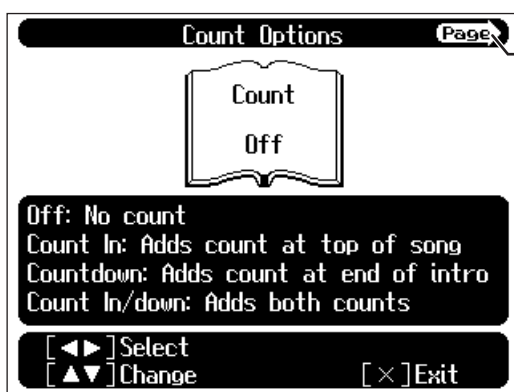 Count Options
Page
Count
Off
Off: No count
Count In: Adds count at top of song
Countdown: Adds count at end of intro
Count In/down: Adds both counts
[◀▶]Select
[▲▼]Change [×]Exit